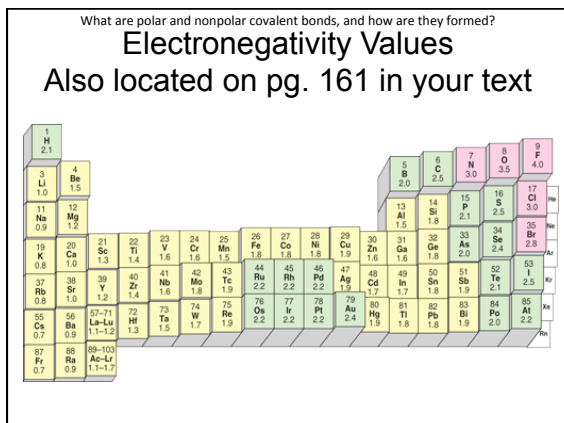 What are polar and nonpolar covalent bonds, and how are they formed?
Electronegativity Values
Also located on pg. 161 in your text
1 H 2.1
9 F 4.0
8 O 3.5
7 N 3.0
6 C 2.5
5 B 2.0
3 Li 1.0
4 Be 1.5
He
17 Cl 3.0
16 S 2.5
15 P 2.1
14 Si 1.8
13 Al 1.5
11 Na 0.9
12 Mg 1.2
Ne
19 K 0.8
20 Ca 1.0
21 Sc 1.3
22 Ti 1.4
23 V 1.6
24 Cr 1.6
25 Mn 1.5
26 Fe 1.8
27 Co 1.8
28 Ni 1.8
29 Cu 1.9
30 Zn 1.6
31 Ga 1.6
32 Ge 1.8
33 As 2.0
34 Se 2.4
35 Br 2.8
Ar
37 Rb 0.8
38 Sr 1.0
39 Y 1.2
40 Zr 1.4
41 Nb 1.6
42 Mo 1.8
43 Tc 1.9
44 Ru 2.2
45 Rh 2.2
46 Pd 2.2
47 Ag 1.9
48 Cd 1.7
49 In 1.7
50 Sn 1.8
51 Sb 1.9
52 Te 2.1
53 I 2.5
Kr
55 Cs 0.7
56 Ba 0.9
57–71 La–Lu 1.1–1.2
72 Hf 1.3
73 Ta 1.5
74 W 1.7
75 Re 1.9
76 Os 2.2
77 Ir 2.2
78 Pt 2.2
79 Au 2.4
80 Hg 1.9
81 Tl 1.8
82 Pb 1.8
83 Bi 1.9
84 Po 2.0
85 At 2.2
Xe
87 Fr 0.7
88 Ra 0.9
89–103 Ac–Lr 1.1–1.7
Rn